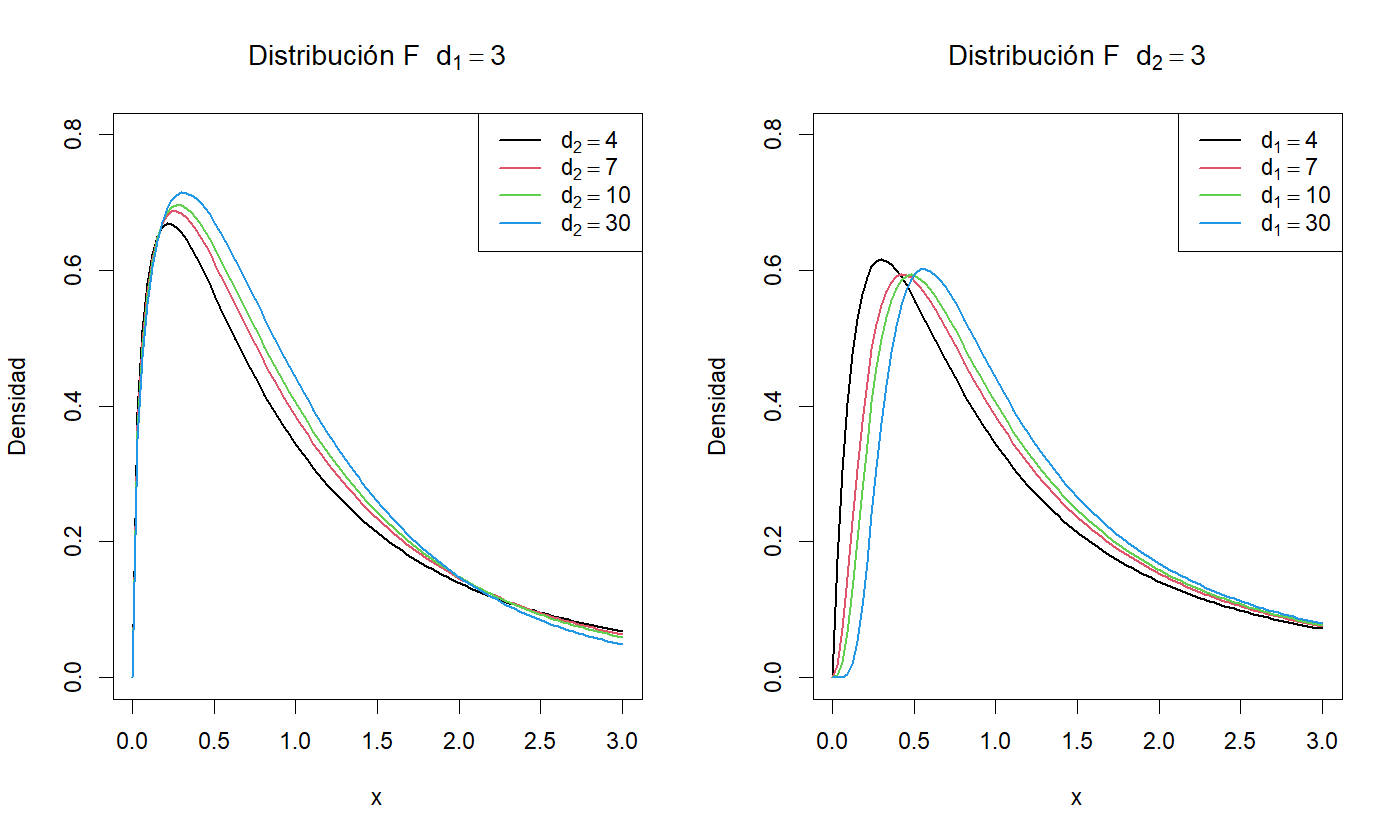 Distribución F d₁ = 3
d₂ = 4
d₂ = 7
d₂ = 10
d₂ = 30
Densidad
0.8
0.6
0.4
0.2
0.0
0.0 0.5 1.0 1.5 2.0 2.5 3.0
x
Distribución F d₂ = 3
d₁ = 4
d₁ = 7
d₁ = 10
d₁ = 30
Densidad
0.8
0.6
0.4
0.2
0.0
0.0 0.5 1.0 1.5 2.0 2.5 3.0
x